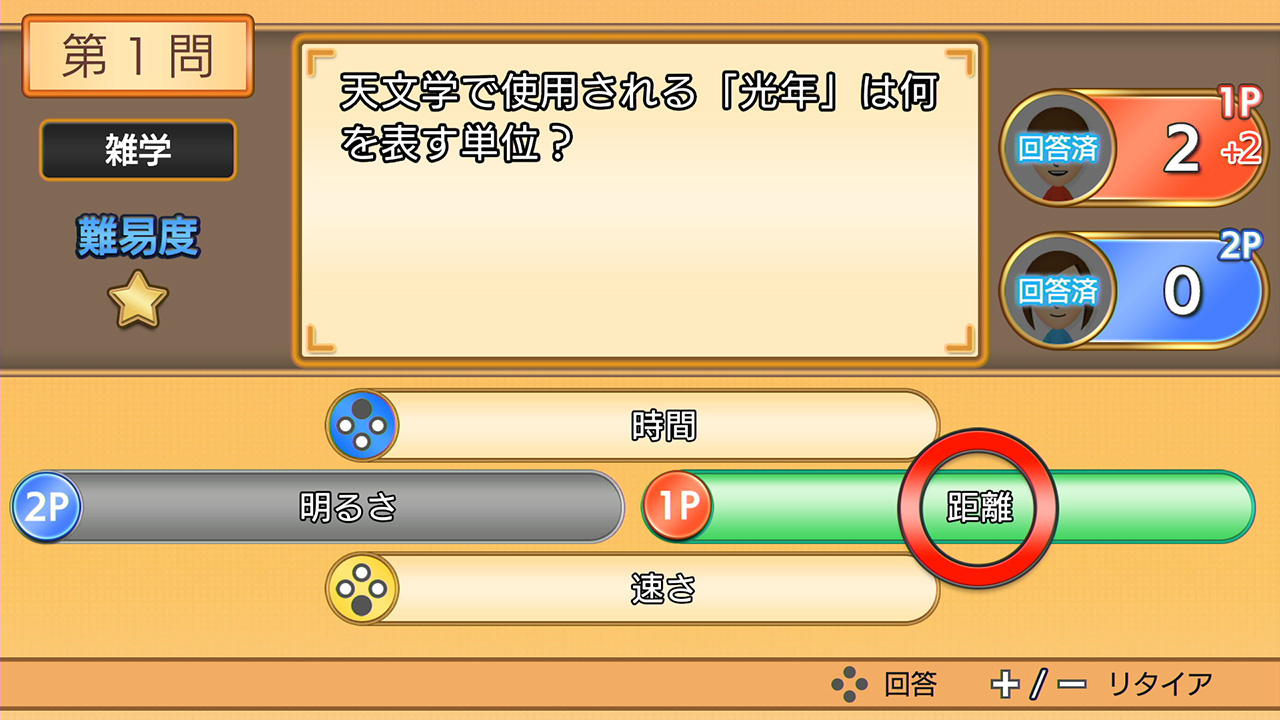 第1問
雑学
難易度
天文学で使用される「光年」は何
を表す単位？
1P
回答済
2
+2
2P
回答済
0
時間
2P
明るさ
1P
距離
速さ
回答
+/− リタイア